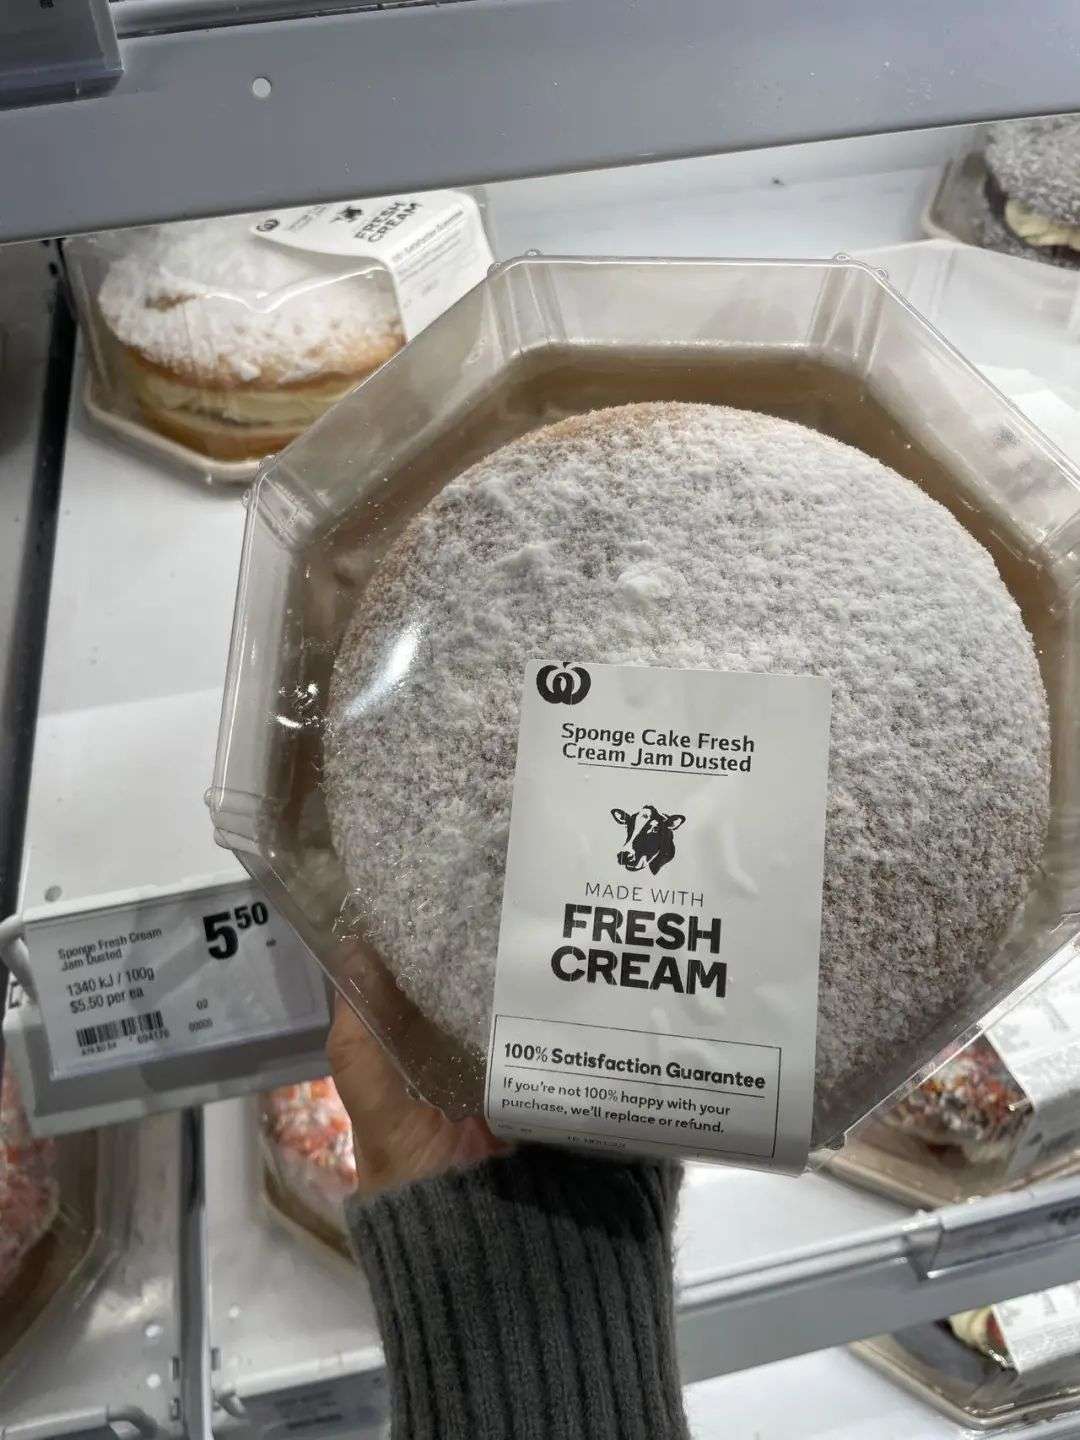 FRESH
CREAM
Sponge Cake Fresh
Cream Jam Dusted
MADE WITH
FRESH
CREAM
100% Satisfaction Guarantee
If you're not 100% happy with your
purchase, we'll replace or refund.
Sponge Fresh Cream
Jam Dusted
5 50
1340 kJ / 100g
$5.50 per ea